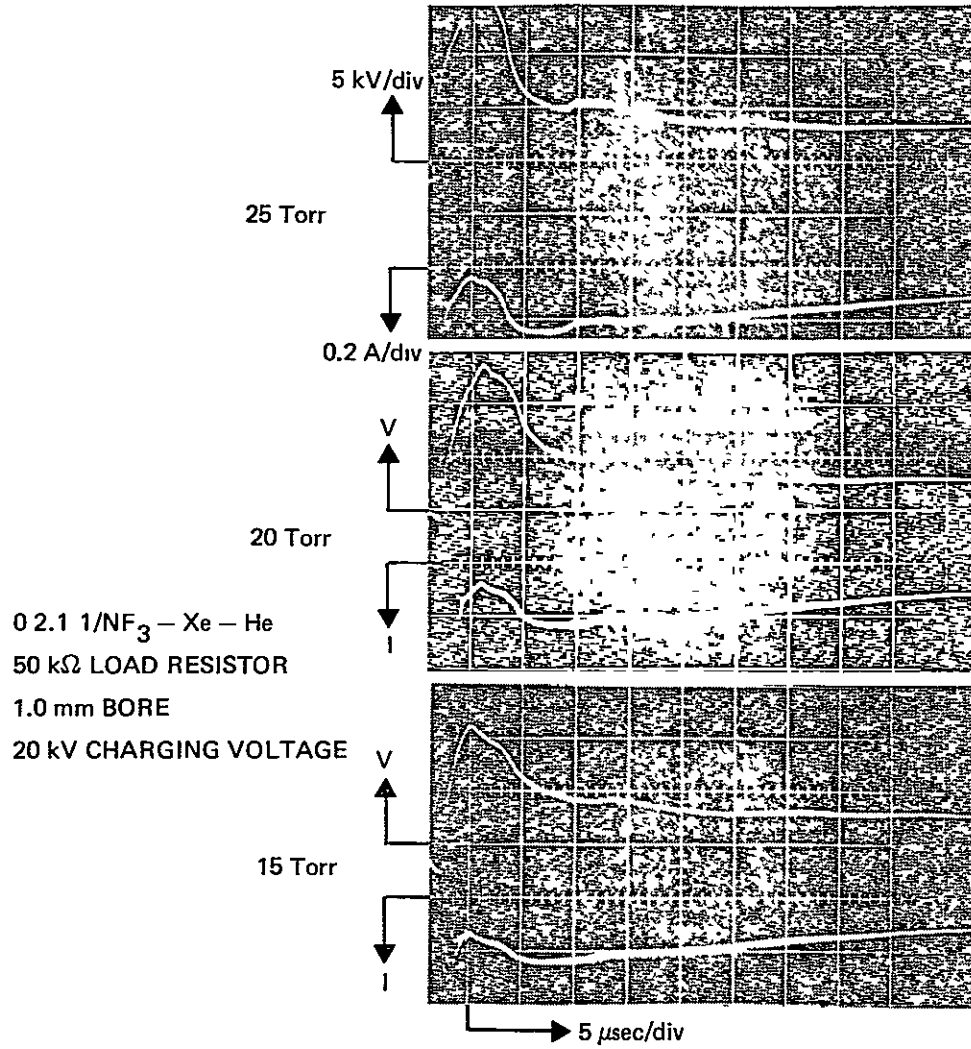 5 kV/div
25 Torr
0.2 A/div
V
20 Torr
I
0 2.1 1/NF3 – Xe – He
50 kΩ LOAD RESISTOR
1.0 mm BORE
20 kV CHARGING VOLTAGE
V
15 Torr
I
5 μsec/div